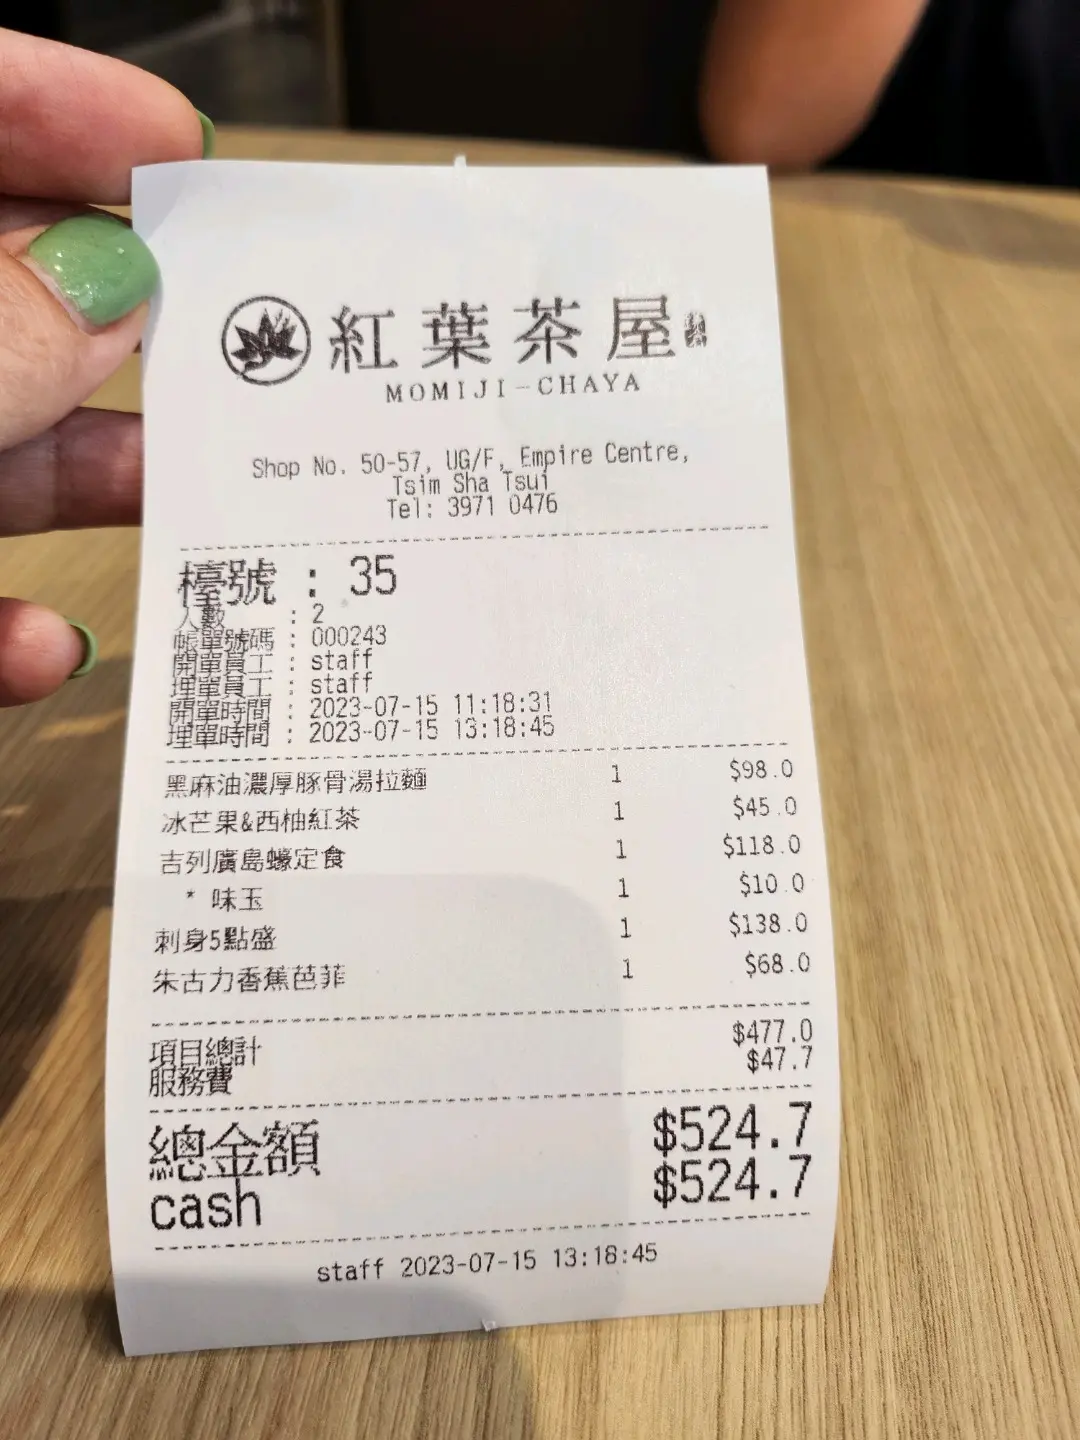 紅葉茶屋
MOMIJI-CHAYA
Shop No. 50-57, UG/F, Empire Centre,
Tsim Sha Tsui
Tel: 3971 0476
檯號 : 35
人數 : 2
帳單號碼 : 000243
開單員工 : staff
埋單員工 : staff
開單時間 : 2023-07-15 11:18:31
埋單時間 : 2023-07-15 13:18:45
黑麻油濃厚豚骨湯拉麵 1 $98.0
冰芒果&西柚紅茶 1 $45.0
吉列廣島蠔定食 1 $118.0
* 味玉 1 $10.0
刺身5點盛 1 $138.0
朱古力香蕉芭菲 1 $68.0
項目總計 $477.0
服務費 $47.7
總金額 $524.7
cash $524.7
staff 2023-07-15 13:18:45